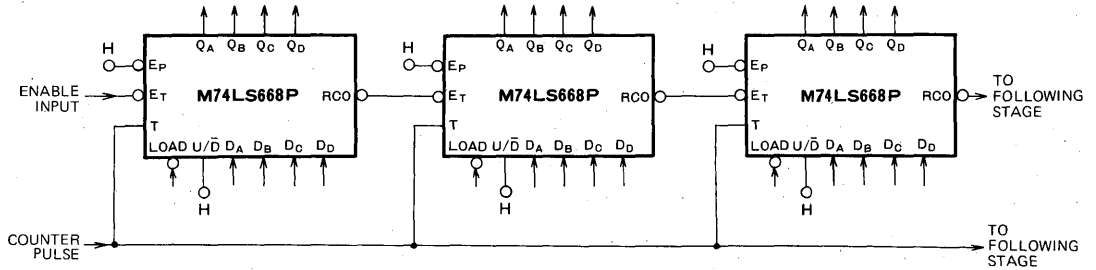 QA QB QC QD
H EP
ENABLE INPUT ET M74LS668P RCO
T
LOAD U/D̅ DA DB DC DD
H
QA QB QC QD
H EP
ET M74LS668P RCO
T
LOAD U/D̅ DA DB DC DD
H
QA QB QC QD
H EP
ET M74LS668P RCO
T
LOAD U/D̅ DA DB DC DD
H
TO
FOLLOWING
STAGE
COUNTER
PULSE
TO
FOLLOWING
STAGE